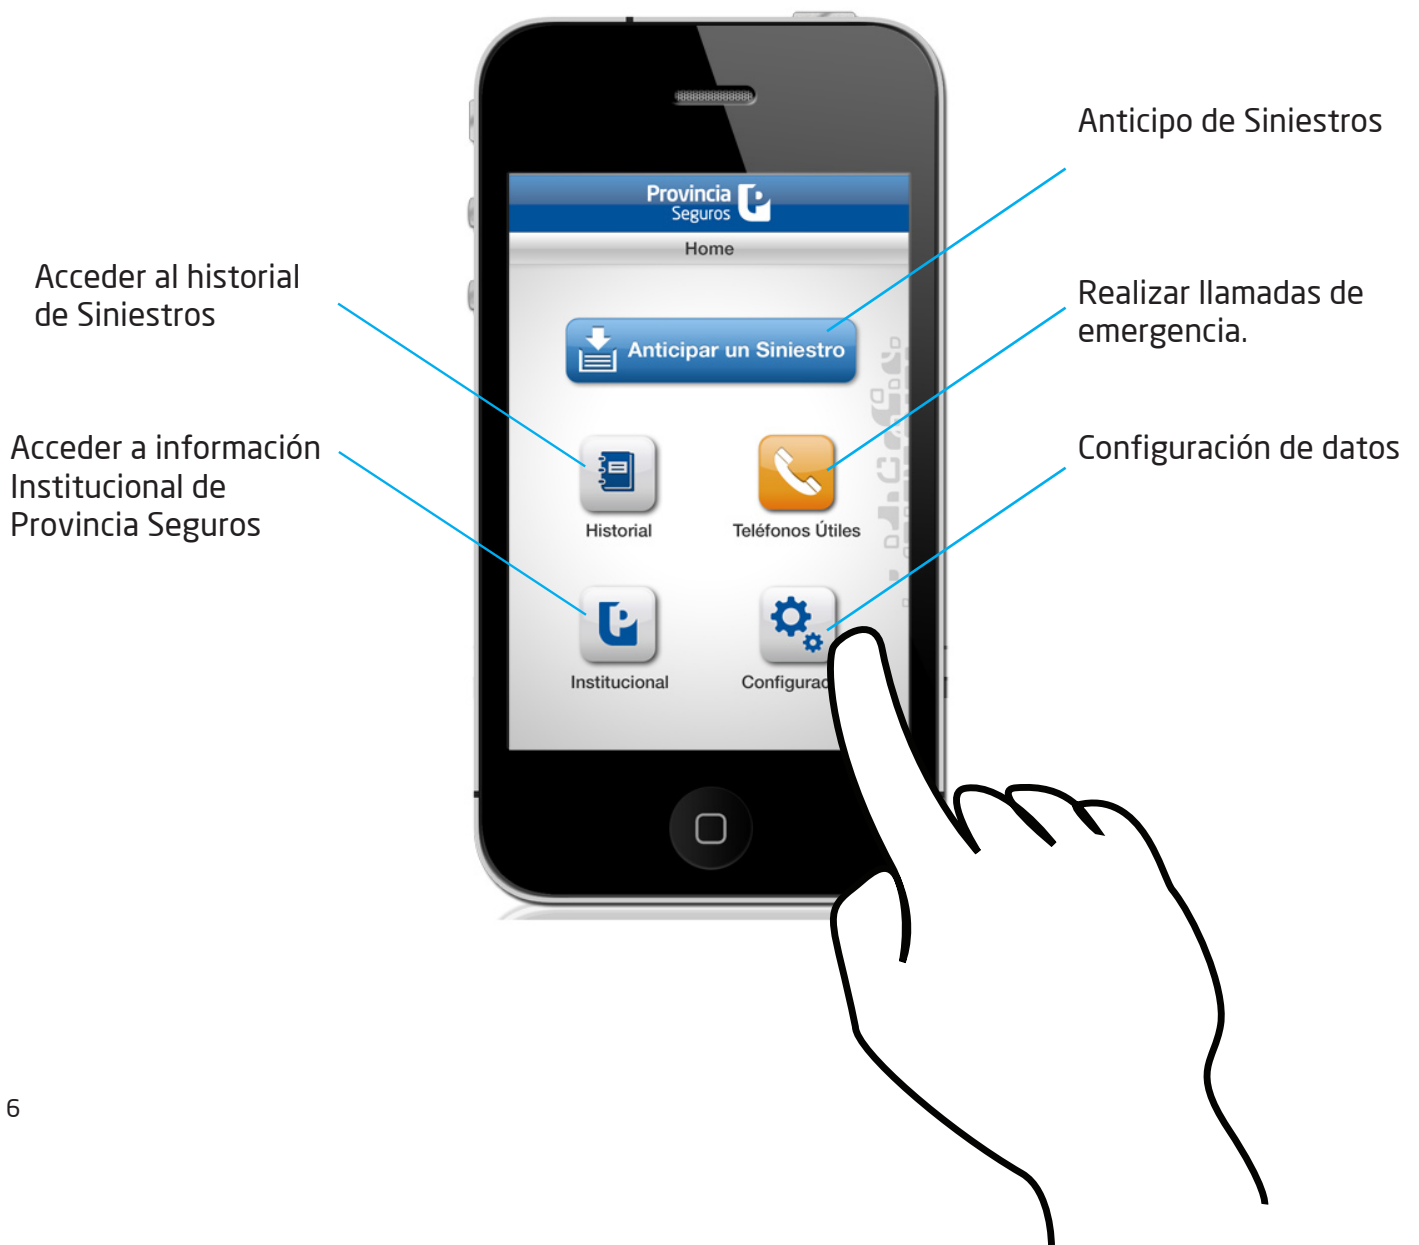 Anticipo de Siniestros
Provincia
Seguros
Home
Acceder al historial
de Siniestros
Realizar llamadas de
emergencia.
Anticipar un Siniestro
Acceder a información
Institucional de
Provincia Seguros
Configuración de datos
Historial
Teléfonos Útiles
Institucional
Configurac
6